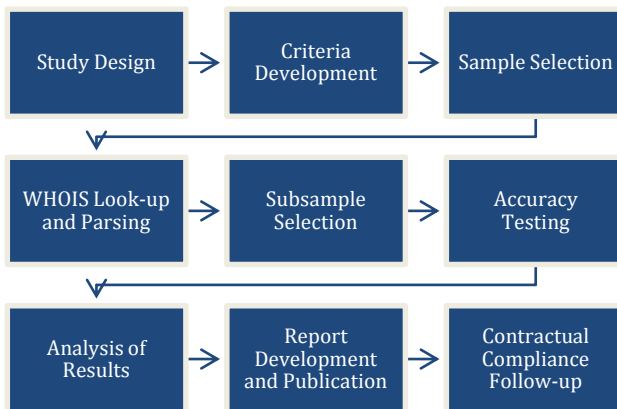 Study Design
Criteria
Development
Sample Selection
WHOIS Look-up
and Parsing
Subsample
Selection
Accuracy
Testing
Analysis of
Results
Report
Development
and Publication
Contractual
Compliance
Follow-up